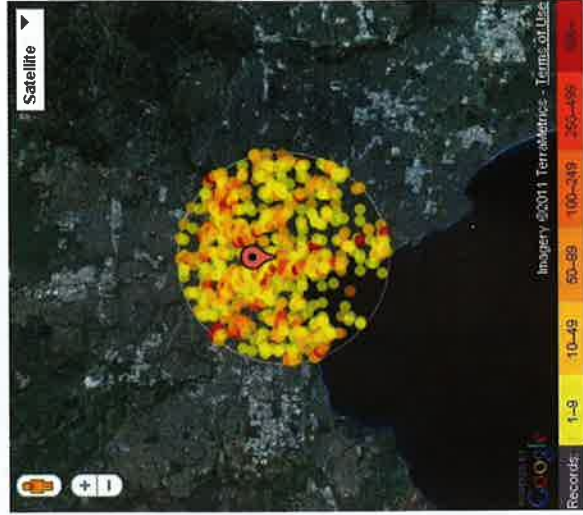 Satellite
+
−
Google
Imagery ©2011 TerraMetrics - Terms of Use
Records: 1–9 10–49 50–99 100–249 250–499